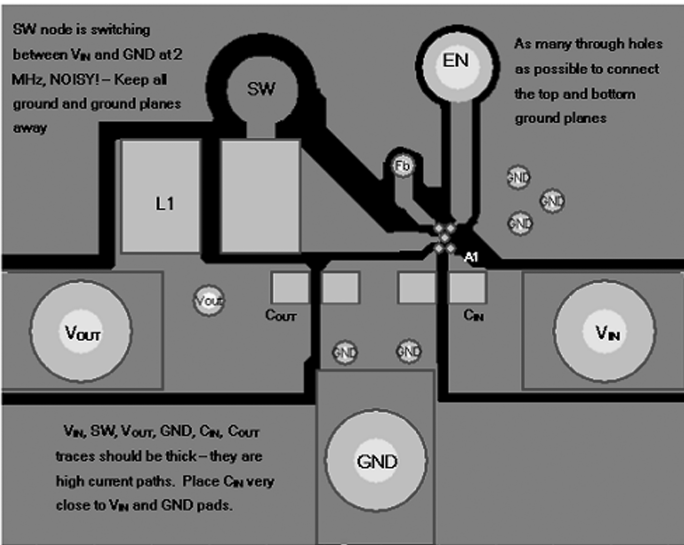 SW node is switching
between VIN and GND at 2
MHz, NOISY! – Keep all
ground and ground planes
away
As many through holes
as possible to connect
the top and bottom
ground planes
SW
EN
Fb
GND
GND
GND
L1
A1
Vout
COUT
CIN
VOUT
VIN
GND
GND
GND
VIN, SW, VOUT, GND, CIN, COUT
traces should be thick – they are
high current paths. Place CIN very
close to VIN and GND pads.